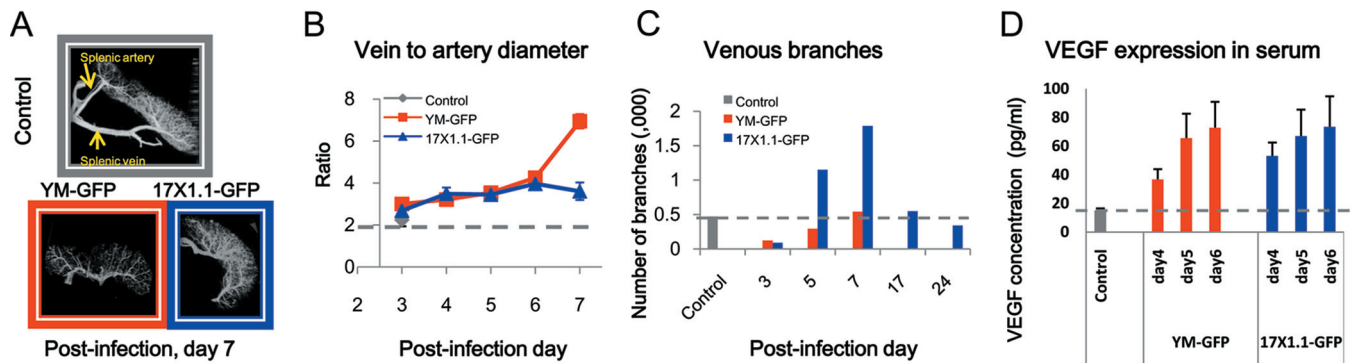 A
Control
Splenic artery
Splenic vein
YM-GFP
17X1.1-GFP
Post-infection, day 7
B
Vein to artery diameter
Control
YM-GFP
17X1.1-GFP
Ratio
8
6
4
2
0
2 3 4 5 6 7
Post-infection day
C
Venous branches
Control
YM-GFP
17X1.1-GFP
Number of branches (,000)
2
1.5
1
0.5
0
Control 3 5 7 17 24
Post-infection day
D
VEGF expression in serum
VEGF concentration (pg/ml)
100
80
60
40
20
0
Control day4 day5 day6 day4 day5 day6
YM-GFP 17X1.1-GFP